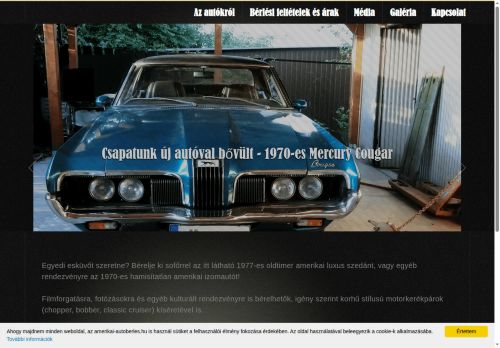 Az autókról Bérlési feltételek és árak Média Galéria Kapcsolat
Csapatunk új autóval bővült - 1970-es Mercury Cougar
Cougar
Egyedi esküvőt szeretne? Bérelje ki sofőrrel az itt látható 1977-es oldtimer amerikai luxus szedánt, vagy egyéb
rendezvényre az 1970-es hamisítatlan amerikai izomautót!
Filmforgatásra, fotózásokra és egyéb kulturált rendezvényre is bérelhetők, igény szerint korhű stílusú motorkerékpárok
(chopper, bobber, classic cruiser) kíséretével is.
Ahogy majdnem minden weboldal, az amerikai-autoberles.hu is használ sütiket a felhasználói élmény fokozása érdekében. Az oldal használatával beleegyezik a cookie-k alkalmazásába.
További információk
Értettem